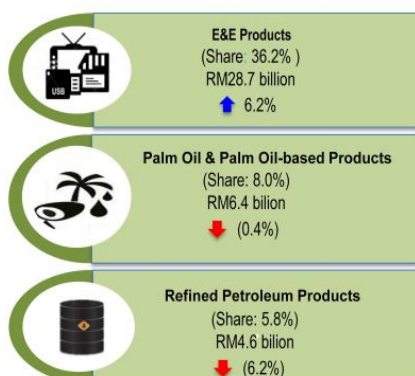 E&E Products
(Share: 36.2% )
RM28.7 billion
6.2%
USB
Palm Oil & Palm Oil-based Products
(Share: 8.0%)
RM6.4 bilion
(0.4%)
Refined Petroleum Products
(Share: 5.8%)
RM4.6 bilion
(6.2%)